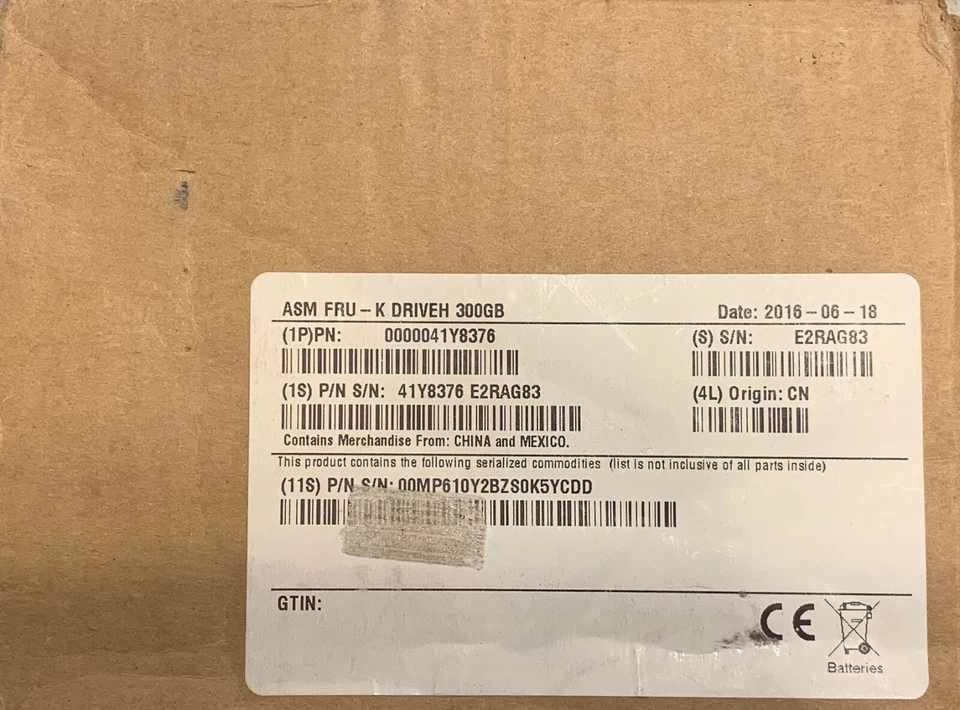 ASM FRU – K DRIVEH 300GB Date: 2016 – 06 – 18
(1P)PN: 0000041Y8376 (S) S/N: E2RAG83
(1S) P/N S/N: 41Y8376 E2RAG83 (4L) Origin: CN
Contains Merchandise From: CHINA and MEXICO.
This product contains the following serialized commodities (list is not inclusive of all parts inside)
(11S) P/N S/N: 00MP610Y2BZS0K5YCDD
GTIN:
CE
Batteries